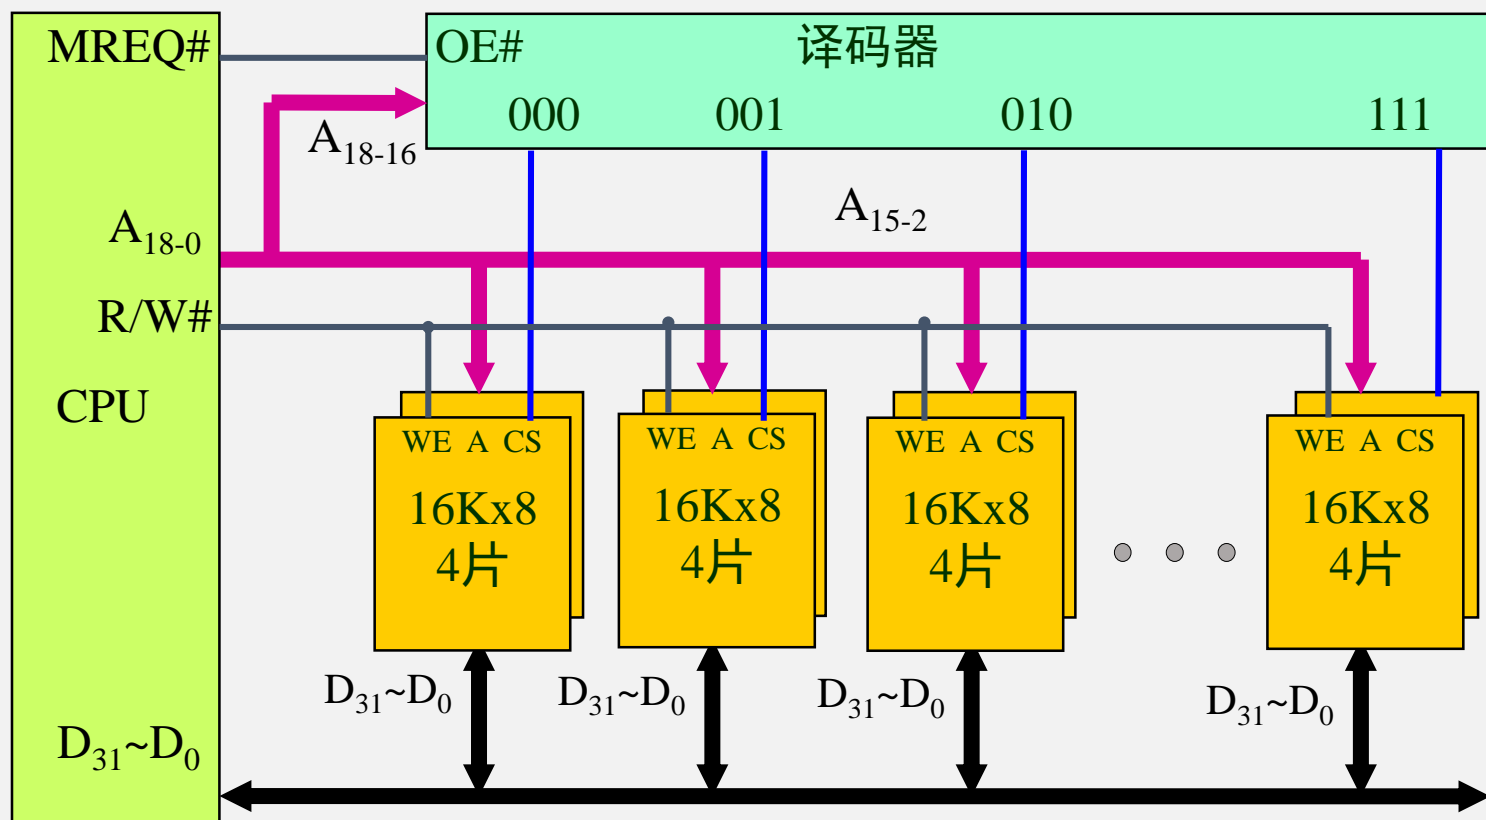 MREQ#
OE#
译码器
000
001
010
111
A18-16
A18-0
A15-2
R/W#
CPU
WE A CS
16Kx8
4片
WE A CS
16Kx8
4片
WE A CS
16Kx8
4片
WE A CS
16Kx8
4片
D31~D0
D31~D0
D31~D0
D31~D0
D31~D0